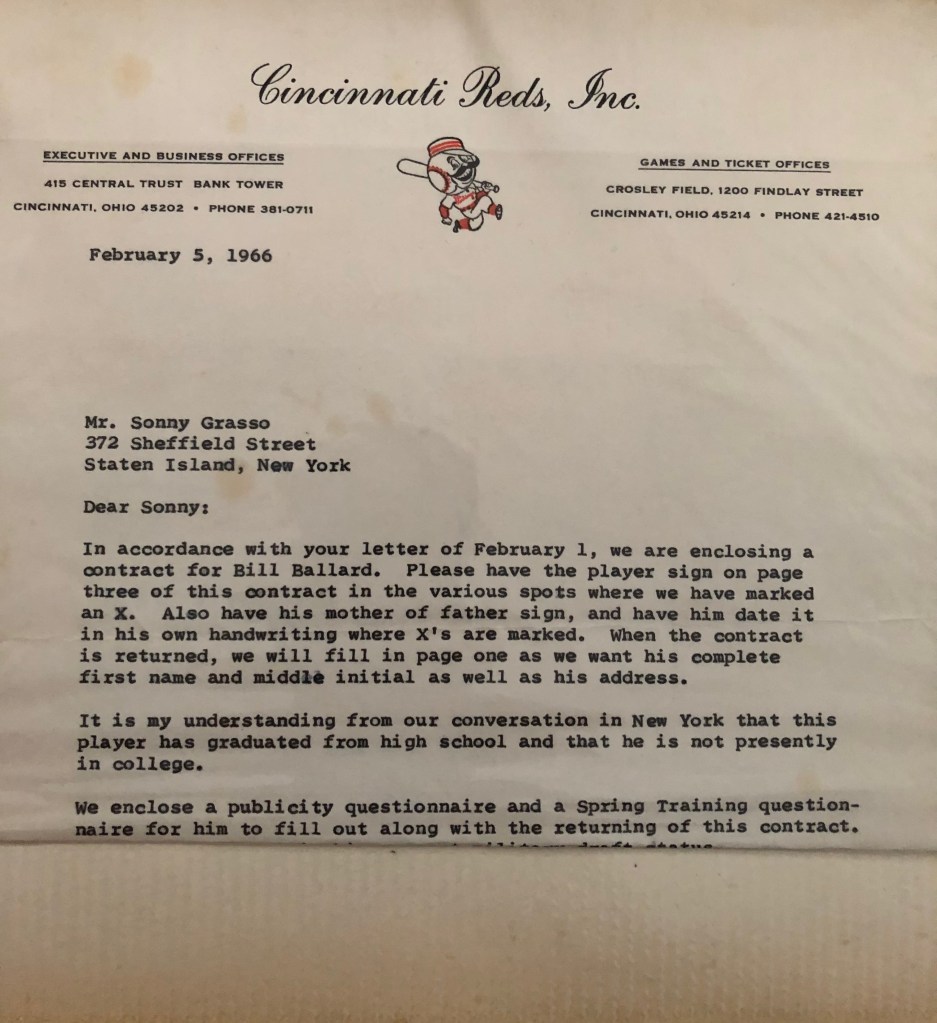 Cincinnati Reds, Inc.
EXECUTIVE AND BUSINESS OFFICES
415 CENTRAL TRUST BANK TOWER
CINCINNATI, OHIO 45202 • PHONE 381-0711
GAMES AND TICKET OFFICES
CROSLEY FIELD, 1200 FINDLAY STREET
CINCINNATI, OHIO 45214 • PHONE 421-4510
February 5, 1966
Mr. Sonny Grasso
372 Sheffield Street
Staten Island, New York
Dear Sonny:
In accordance with your letter of February 1, we are enclosing a
contract for Bill Ballard. Please have the player sign on page
three of this contract in the various spots where we have marked
an X. Also have his mother of father sign, and have him date it
in his own handwriting where X's are marked. When the contract
is returned, we will fill in page one as we want his complete
first name and middle initial as well as his address.
It is my understanding from our conversation in New York that this
player has graduated from high school and that he is not presently
in college.
We enclose a publicity questionnaire and a Spring Training question-
naire for him to fill out along with the returning of this contract.
military draft status